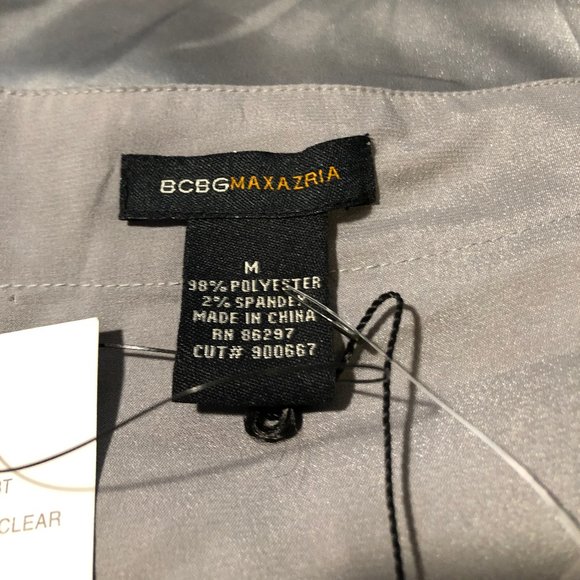 BCBGMAXAZRIA
M
98% POLYESTER
2% SPANDEX
MADE IN CHINA
RN 86297
CUT# 900667
CLEAR